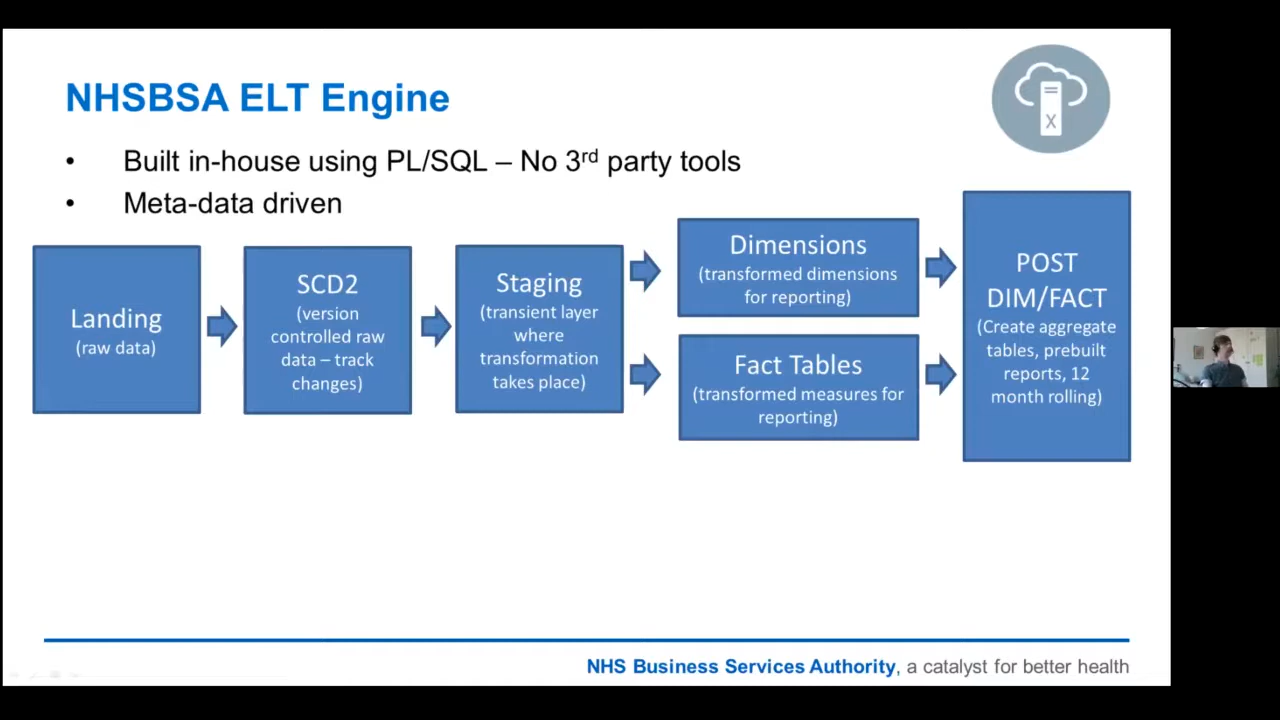 NHSBSA ELT Engine
• Built in-house using PL/SQL – No 3rd party tools
• Meta-data driven
Landing
(raw data)
SCD2
(version
controlled raw
data – track
changes)
Staging
(transient layer
where
transformation
takes place)
Dimensions
(transformed dimensions
for reporting)
Fact Tables
(transformed measures for
reporting)
POST
DIM/FACT
(Create aggregate
tables, prebuilt
reports, 12
month rolling)
X
NHS Business Services Authority, a catalyst for better health